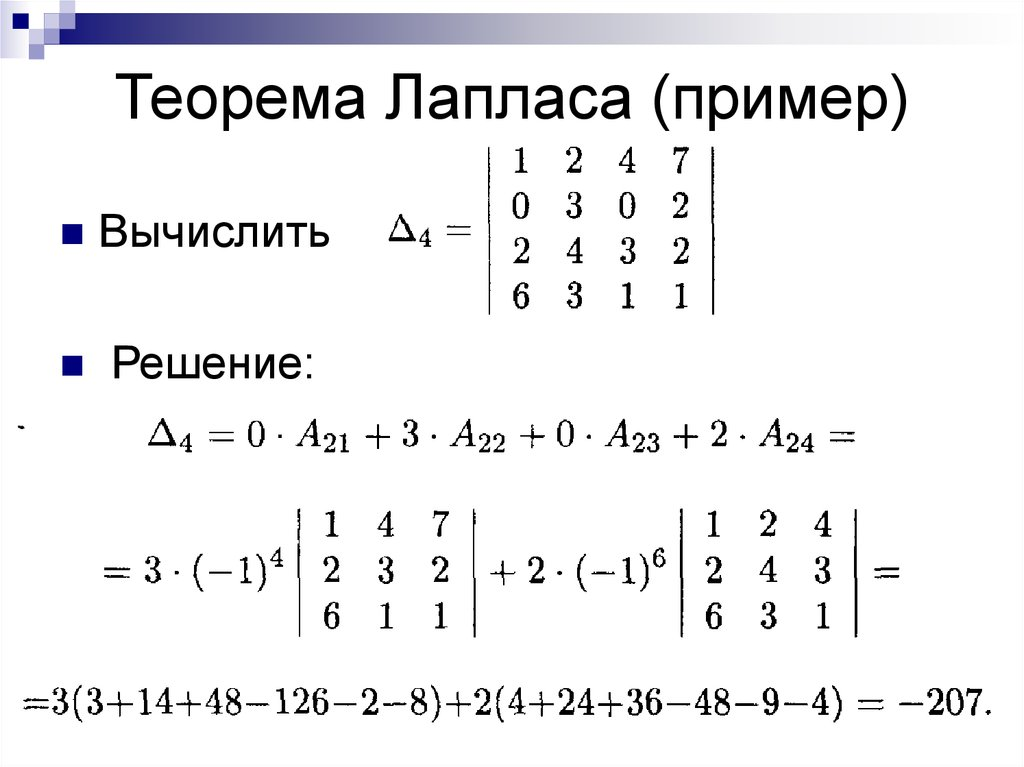 Теорема Лапласа (пример)
Вычислить Δ₄ = | 1 2 4 7 |
| 0 3 0 2 |
| 2 4 3 2 |
| 6 3 1 1 |
Решение:
Δ₄ = 0 · A₂₁ + 3 · A₂₂ + 0 · A₂₃ + 2 · A₂₄ =
= 3 · (−1)⁴ | 1 4 7 | + 2 · (−1)⁶ | 1 2 4 | =
| 2 3 2 | | 2 4 3 |
| 6 1 1 | | 6 3 1 |
=3(3+14+48−126−2−8)+2(4+24+36−48−9−4) = −207.